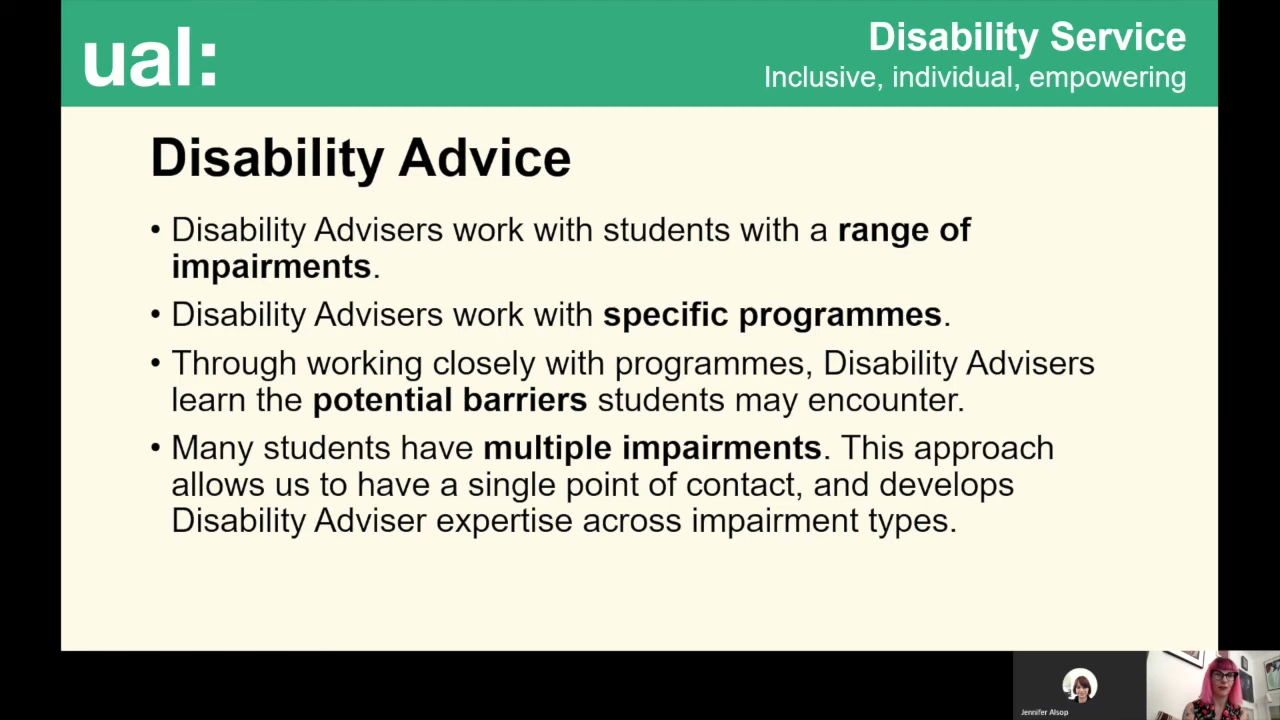 ual:
Disability Service
Inclusive, individual, empowering
Disability Advice
• Disability Advisers work with students with a range of
impairments.
• Disability Advisers work with specific programmes.
• Through working closely with programmes, Disability Advisers
learn the potential barriers students may encounter.
• Many students have multiple impairments. This approach
allows us to have a single point of contact, and develops
Disability Adviser expertise across impairment types.
Jennifer Alsop